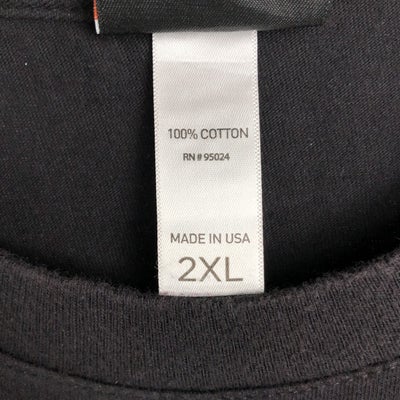 100% COTTON
RN # 95024
MADE IN USA
2XL